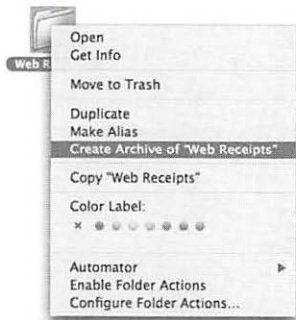 Web R
Open
Get Info
Move to Trash
Duplicate
Make Alias
Create Archive of "Web Receipts"
Copy "Web Receipts"
Color Label:
x
Automator
Enable Folder Actions
Configure Folder Actions...